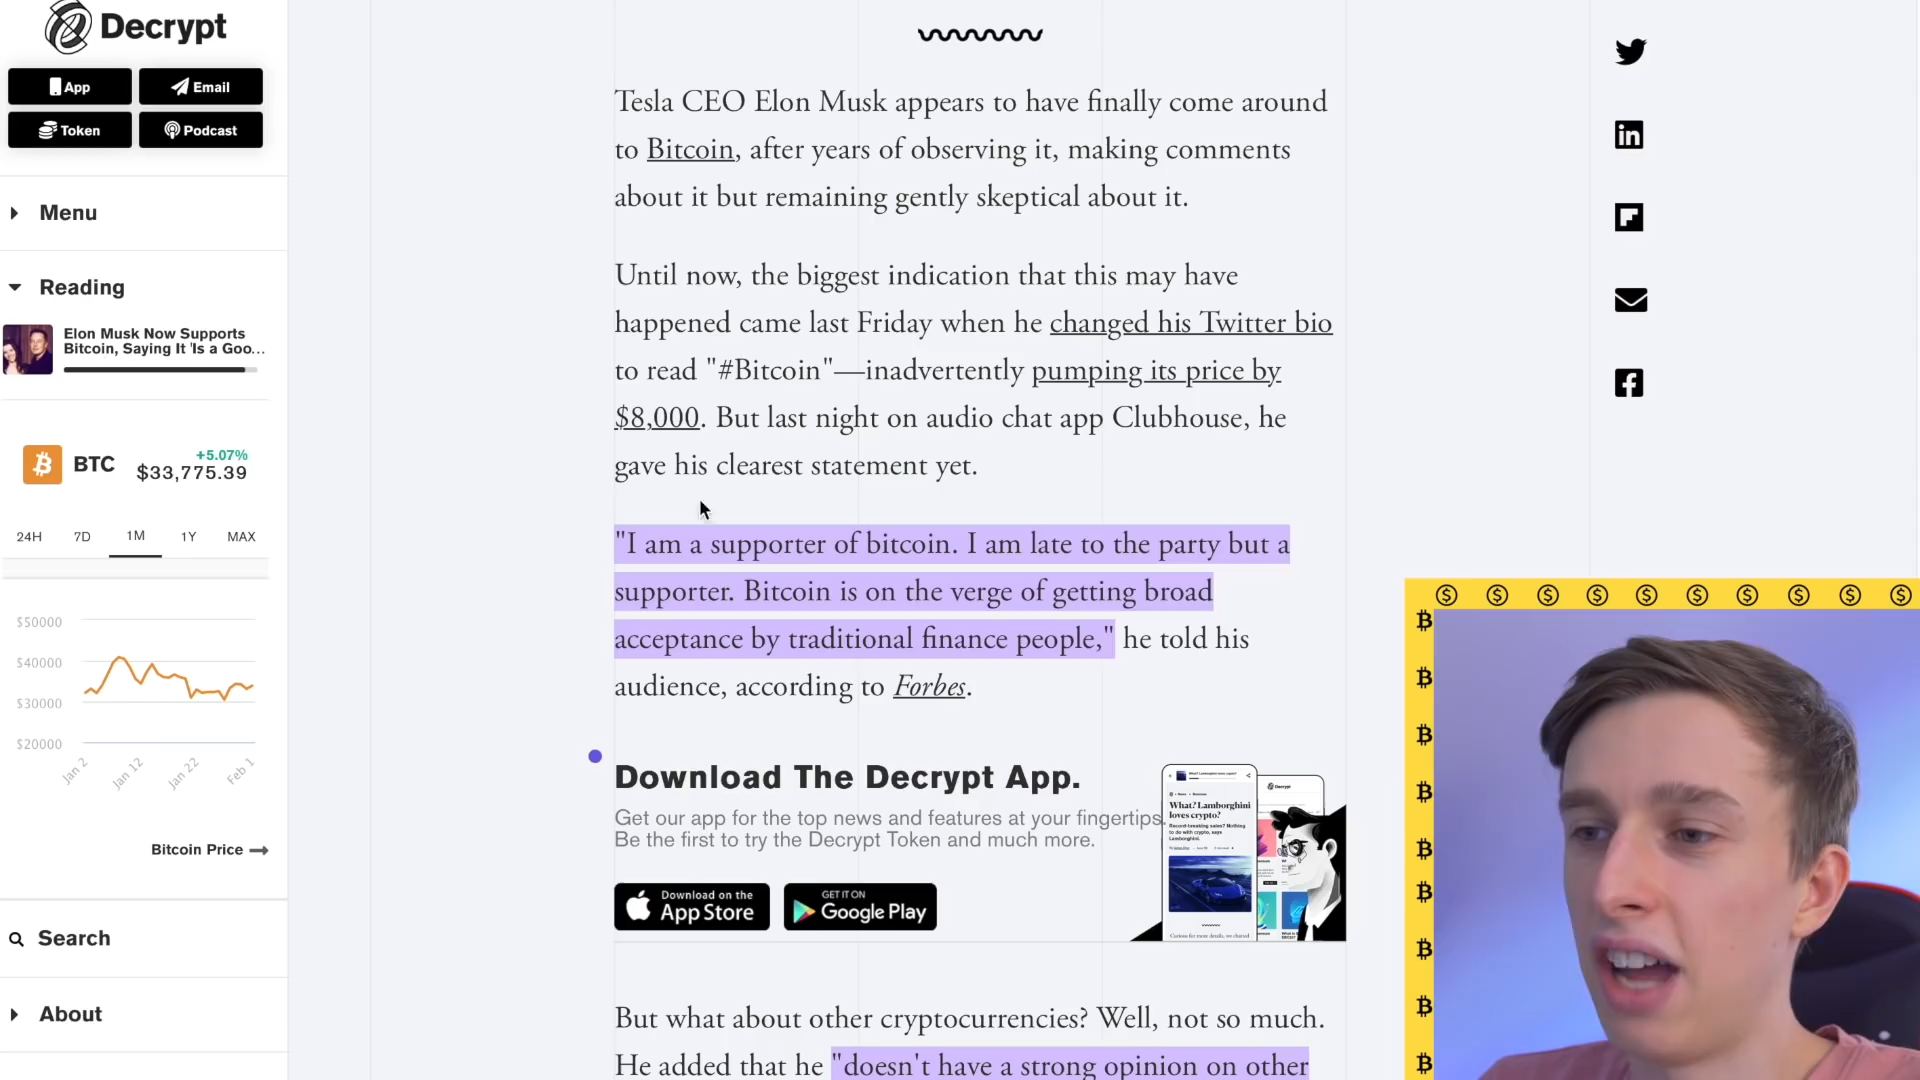 Decrypt
App
Email
Token
Podcast
Menu
Reading
Elon Musk Now Supports
Bitcoin, Saying It 'Is a Goo...
BTC
+5.07%
$33,775.39
24H 7D 1M 1Y MAX
$50000
$40000
$30000
$20000
Jan 2 Jan 12 Jan 22 Feb 1
Bitcoin Price
Search
About
Tesla CEO Elon Musk appears to have finally come around
to Bitcoin, after years of observing it, making comments
about it but remaining gently skeptical about it.
Until now, the biggest indication that this may have
happened came last Friday when he changed his Twitter bio
to read "#Bitcoin"—inadvertently pumping its price by
$8,000. But last night on audio chat app Clubhouse, he
gave his clearest statement yet.
"I am a supporter of bitcoin. I am late to the party but a
supporter. Bitcoin is on the verge of getting broad
acceptance by traditional finance people," he told his
audience, according to Forbes.
Download The Decrypt App.
Get our app for the top news and features at your fingertips.
Be the first to try the Decrypt Token and much more.
Download on the
App Store
GET IT ON
Google Play
Decrypt
What? Lamborghini
loves crypto?
But what about other cryptocurrencies? Well, not so much.
He added that he "doesn't have a strong opinion on other